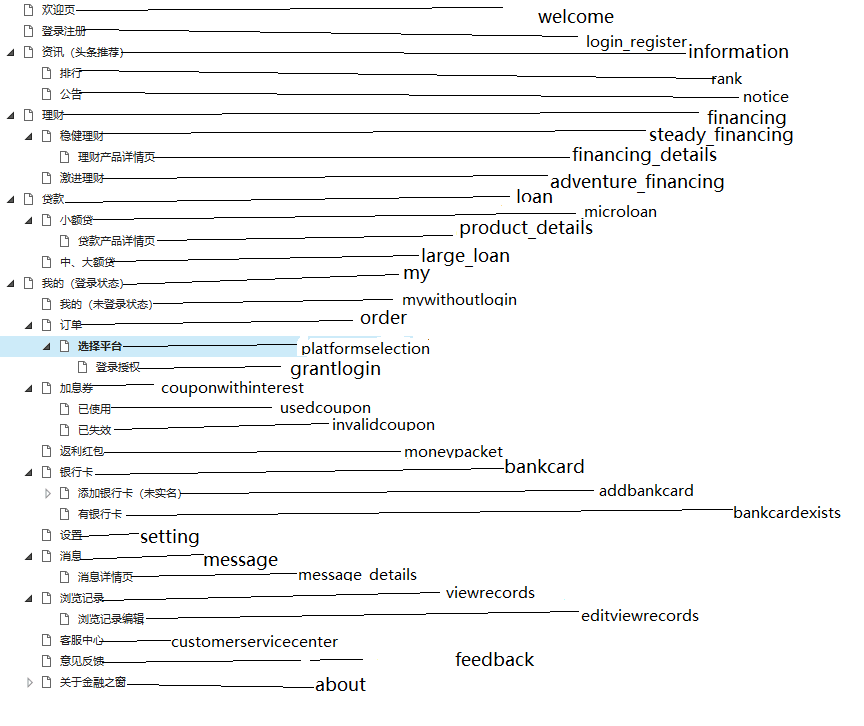 欢迎页 welcome
登录注册 login_register
资讯（头条推荐） information
排行 rank
公告 notice
理财 financing
稳健理财 steady_financing
理财产品详情页 financing_details
激进理财 adventure_financing
贷款 loan
小额贷 microloan
贷款产品详情页 product_details
中、大额贷 large_loan
我的（登录状态） my
我的（未登录状态） mywithoutlogin
订单 order
选择平台 platformselection
登录授权 grantlogin
加息券 couponwithinterest
已使用 usedcoupon
已失效 invalidcoupon
返利红包 moneypacket
银行卡 bankcard
添加银行卡（未实名） addbankcard
有银行卡 bankcardexists
设置 setting
消息 message
消息详情页 message_details
浏览记录 viewrecords
浏览记录编辑 editviewrecords
客服中心 customerservicecenter
意见反馈 feedback
关于金融之窗 about